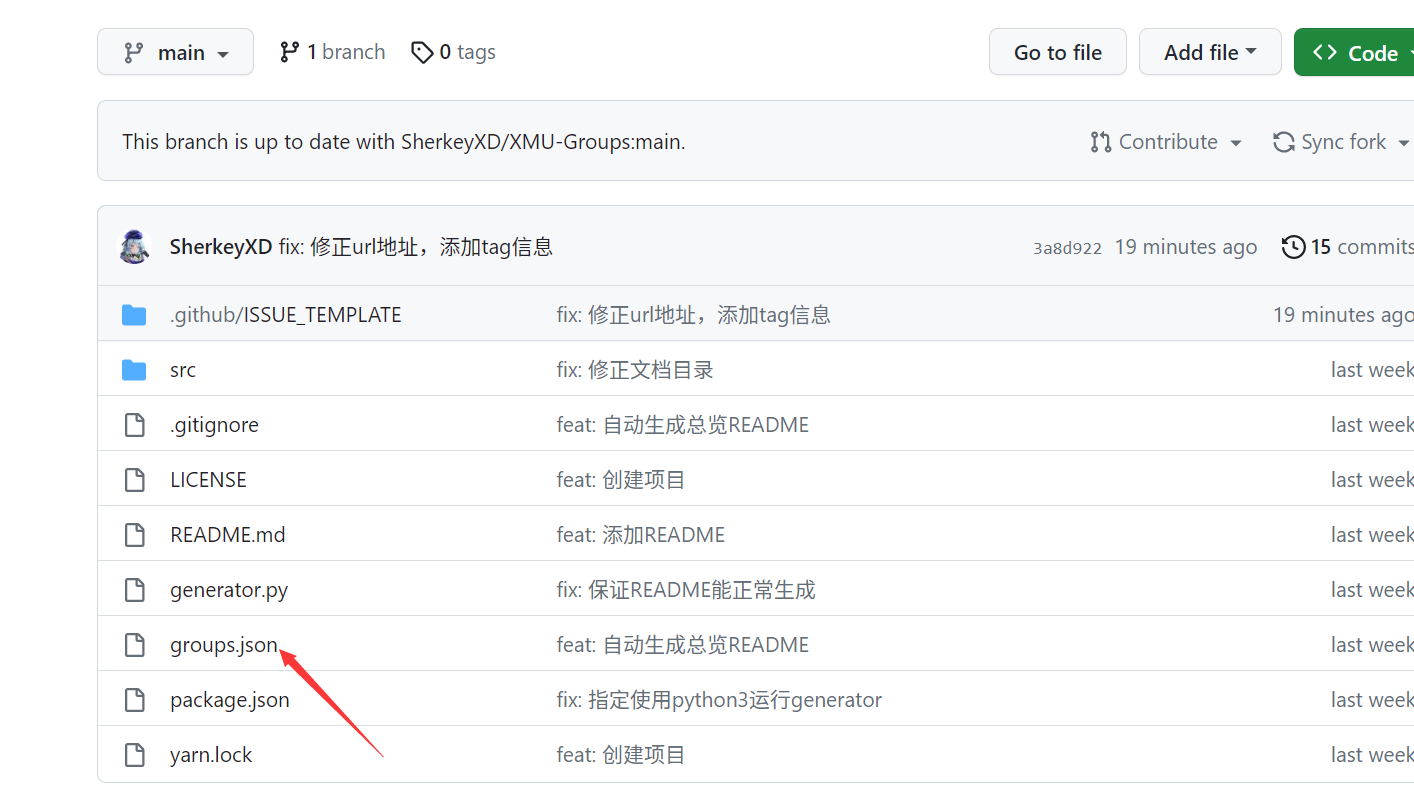 main 1 branch 0 tags Go to file Add file Code
This branch is up to date with SherkeyXD/XMU-Groups:main. Contribute Sync fork
SherkeyXD fix: 修正url地址，添加tag信息 3a8d922 19 minutes ago 15 commits
.github/ISSUE_TEMPLATE fix: 修正url地址，添加tag信息 19 minutes ago
src fix: 修正文档目录 last week
.gitignore feat: 自动生成总览README last week
LICENSE feat: 创建项目 last week
README.md feat: 添加README last week
generator.py fix: 保证README能正常生成 last week
groups.json feat: 自动生成总览README last week
package.json fix: 指定使用python3运行generator last week
yarn.lock feat: 创建项目 last week